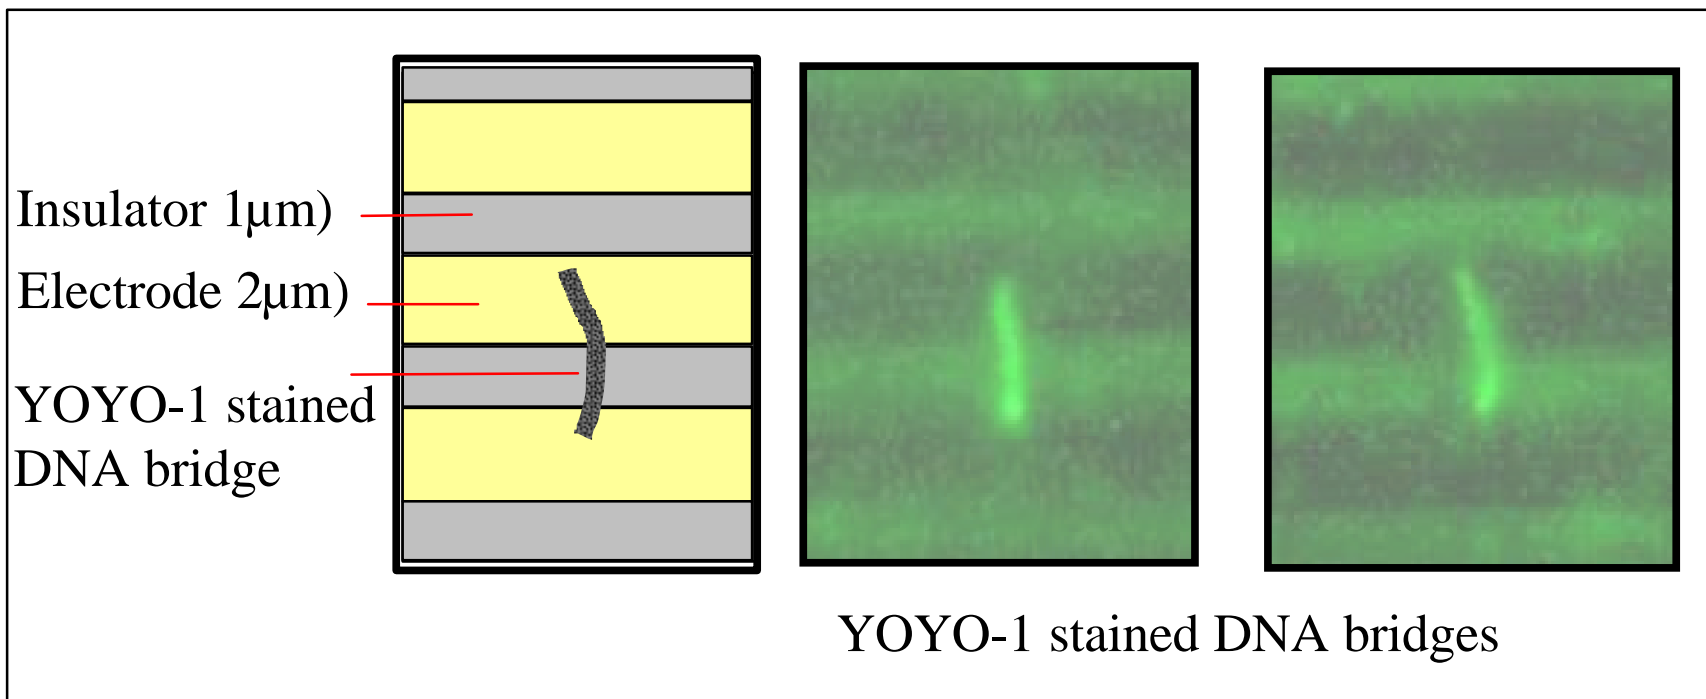 Insulator 1µm)
Electrode 2µm)
YOYO-1 stained
DNA bridge
YOYO-1 stained DNA bridges